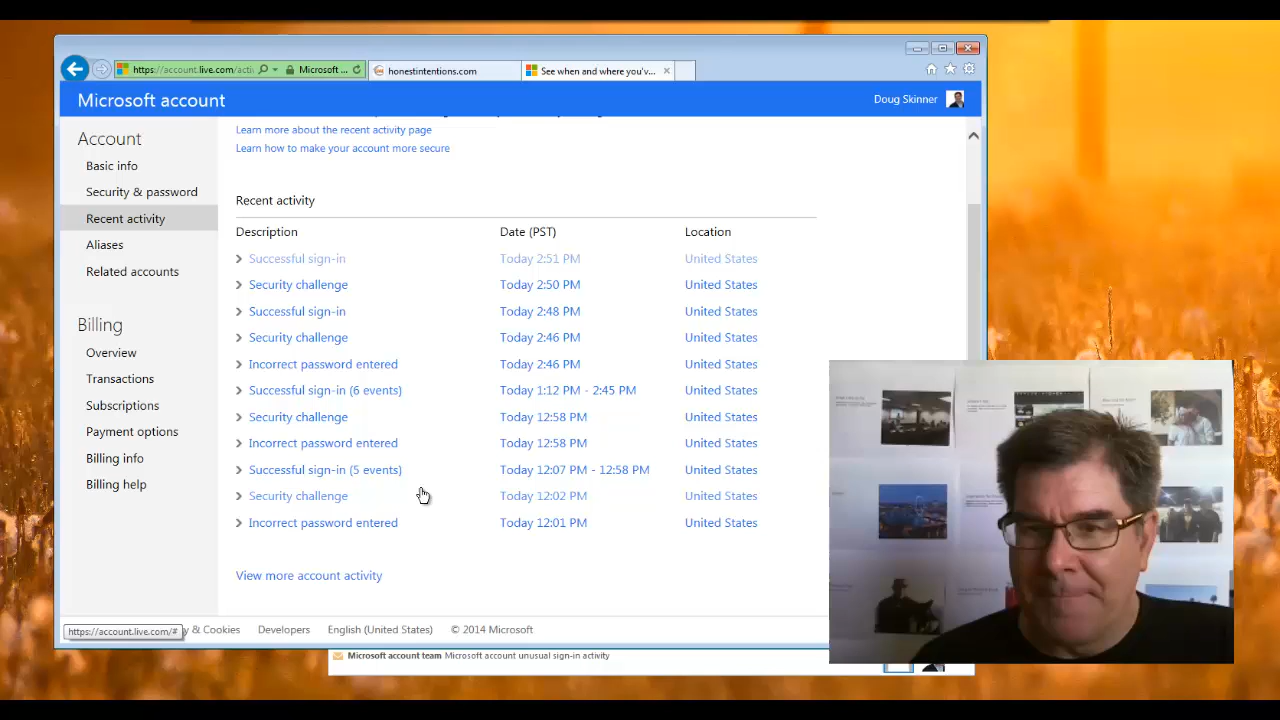 https://account.live.com/acti
Microsoft ...
honestintentions.com
See when and where you'v...
Microsoft account
Doug Skinner
Account
Basic info
Security & password
Recent activity
Aliases
Related accounts
Billing
Overview
Transactions
Subscriptions
Payment options
Billing info
Billing help
Learn more about the recent activity page
Learn how to make your account more secure
Recent activity
Description Date (PST) Location
Successful sign-in Today 2:51 PM United States
Security challenge Today 2:50 PM United States
Successful sign-in Today 2:48 PM United States
Security challenge Today 2:46 PM United States
Incorrect password entered Today 2:46 PM United States
Successful sign-in (6 events) Today 1:12 PM - 2:45 PM United States
Security challenge Today 12:58 PM United States
Incorrect password entered Today 12:58 PM United States
Successful sign-in (5 events) Today 12:07 PM - 12:58 PM United States
Security challenge Today 12:02 PM United States
Incorrect password entered Today 12:01 PM United States
View more account activity
https://account.live.com/#
y & Cookies Developers English (United States) © 2014 Microsoft
Microsoft account team Microsoft account unusual sign-in activity